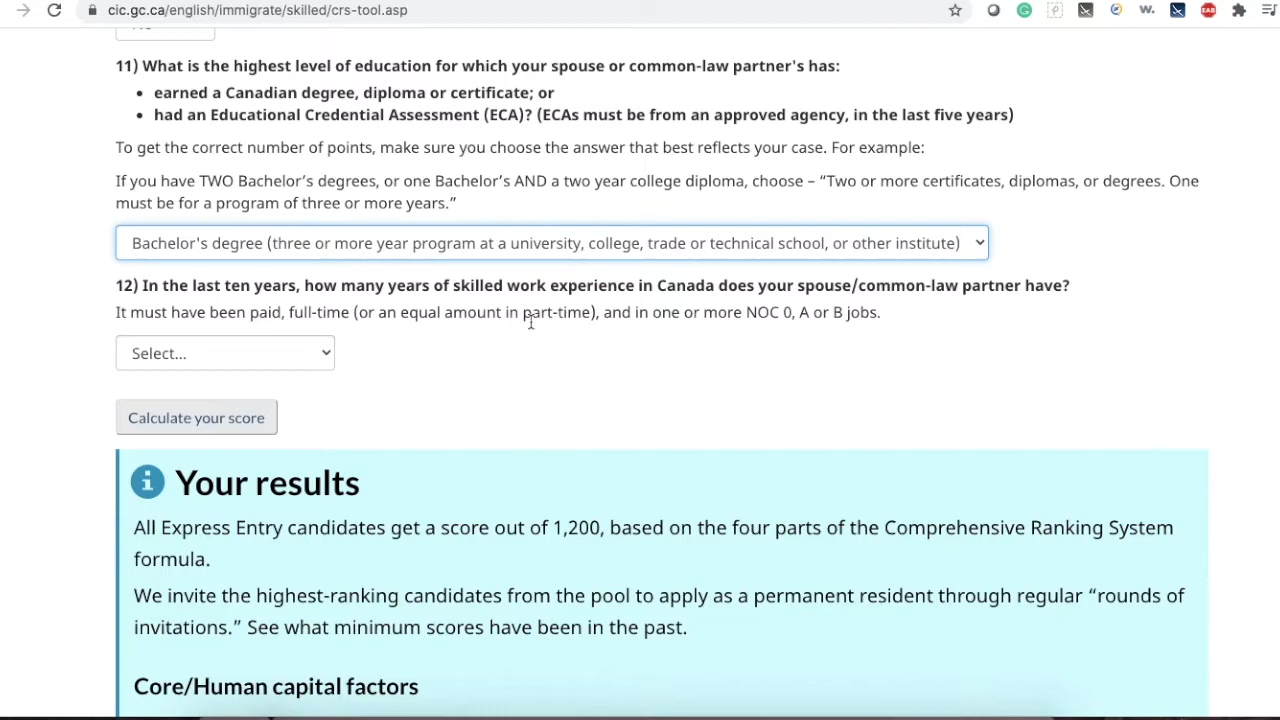 cic.gc.ca/english/immigrate/skilled/crs-tool.asp
11) What is the highest level of education for which your spouse or common-law partner's has:
• earned a Canadian degree, diploma or certificate; or
• had an Educational Credential Assessment (ECA)? (ECAs must be from an approved agency, in the last five years)
To get the correct number of points, make sure you choose the answer that best reflects your case. For example:
If you have TWO Bachelor’s degrees, or one Bachelor’s AND a two year college diploma, choose – “Two or more certificates, diplomas, or degrees. One
must be for a program of three or more years.”
Bachelor's degree (three or more year program at a university, college, trade or technical school, or other institute)
12) In the last ten years, how many years of skilled work experience in Canada does your spouse/common-law partner have?
It must have been paid, full-time (or an equal amount in part-time), and in one or more NOC 0, A or B jobs.
Select...
Calculate your score
Your results
All Express Entry candidates get a score out of 1,200, based on the four parts of the Comprehensive Ranking System
formula.
We invite the highest-ranking candidates from the pool to apply as a permanent resident through regular “rounds of
invitations.” See what minimum scores have been in the past.
Core/Human capital factors